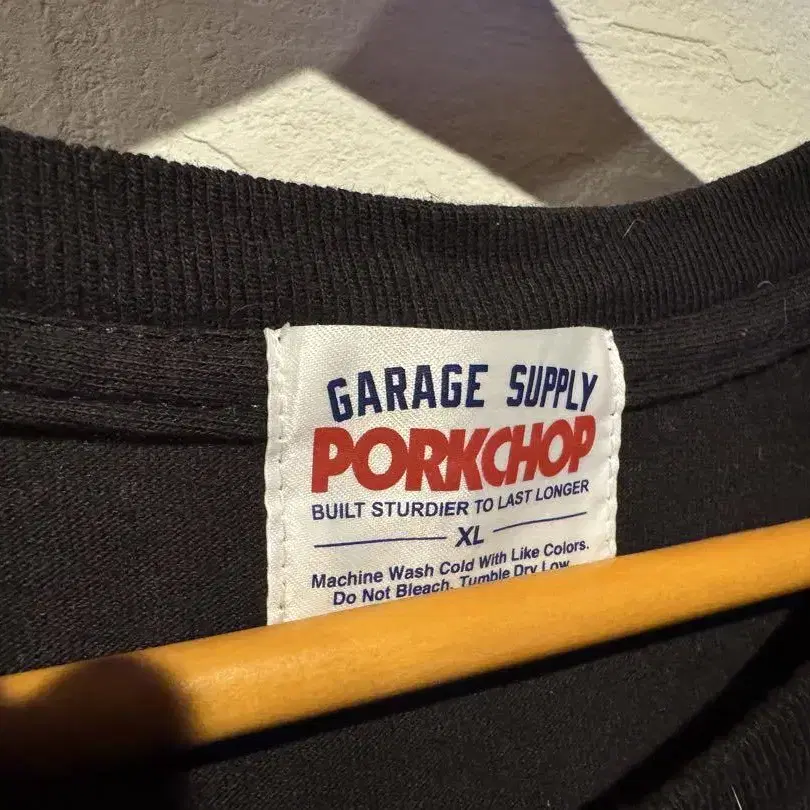 GARAGE SUPPLY
PORKCHOP
BUILT STURDIER TO LAST LONGER
XL
Machine Wash Cold With Like Colors.
Do Not Bleach. Tumble Dry Low